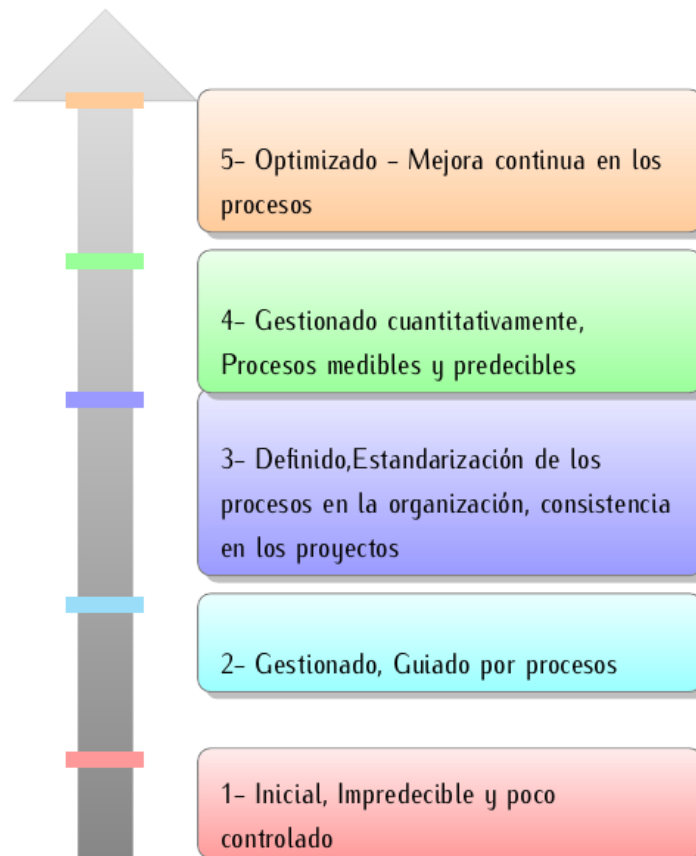 5- Optimizado - Mejora continua en los
procesos
4- Gestionado cuantitativamente,
Procesos medibles y predecibles
3- Definido,Estandarización de los
procesos en la organización, consistencia
en los proyectos
2- Gestionado, Guiado por procesos
1- Inicial, Impredecible y poco
controlado